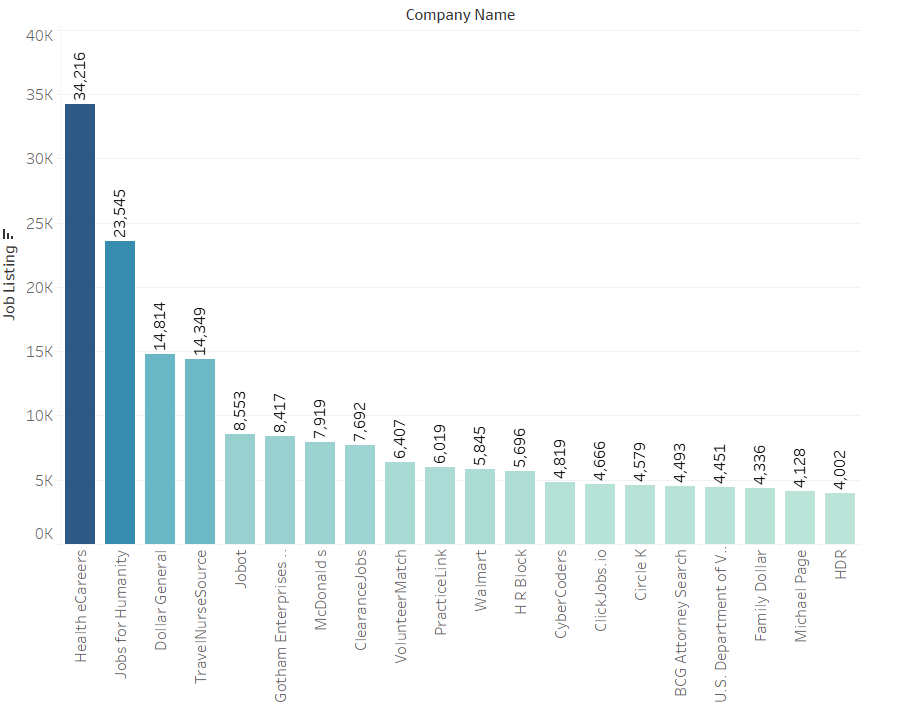 Company Name
Job Listing
40K
35K
30K
25K
20K
15K
10K
5K
0K
34,216
23,545
14,814
14,349
8,553
8,417
7,919
7,692
6,407
6,019
5,845
5,696
4,819
4,666
4,579
4,493
4,451
4,336
4,128
4,002
Health eCareers
Jobs for Humanity
Dollar General
TravelNurseSource
Jobot
Gotham Enterprises ..
McDonald s
ClearanceJobs
VolunteerMatch
PracticeLink
Walmart
H R Block
CyberCoders
ClickJobs.io
Circle K
BCG Attorney Search
U.S. Department of V..
Family Dollar
Michael Page
HDR